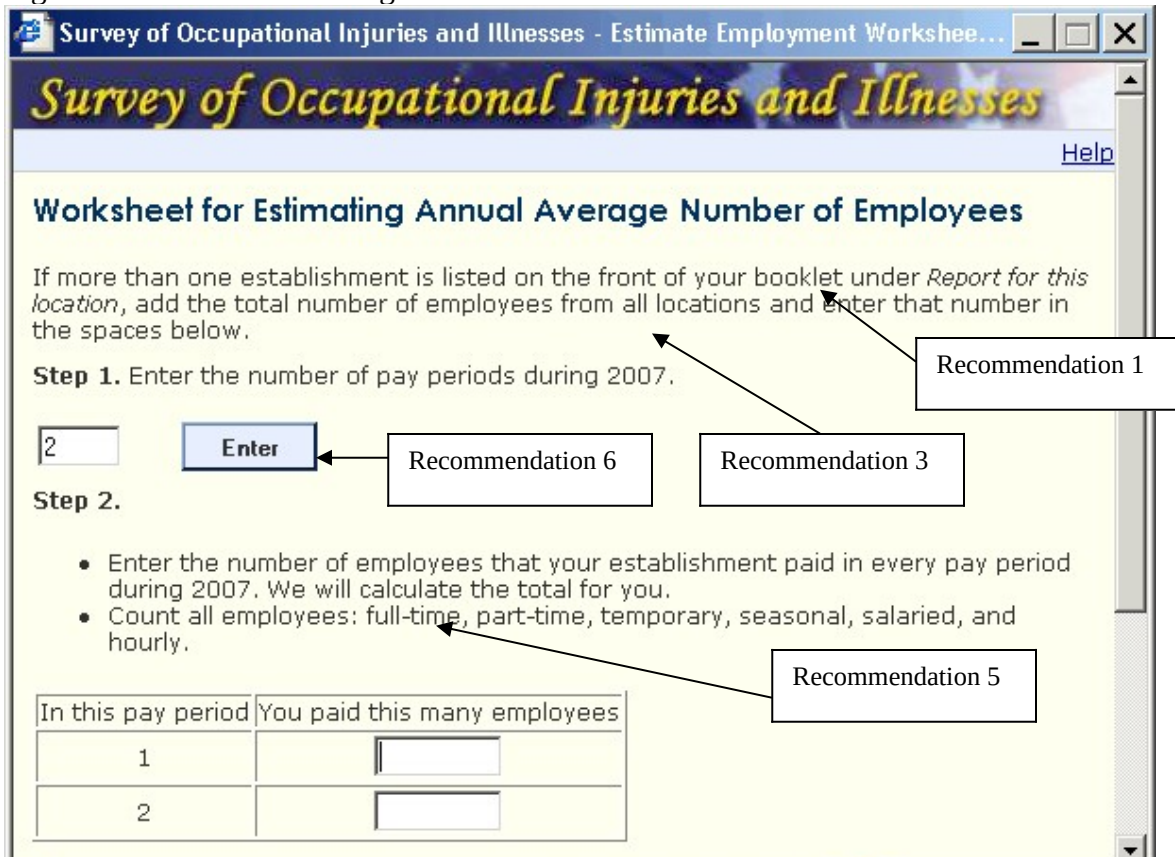 Survey of Occupational Injuries and Illnesses - Estimate Employment Workshee...
Survey of Occupational Injuries and Illnesses
Help
Worksheet for Estimating Annual Average Number of Employees
If more than one establishment is listed on the front of your booklet under Report for this
location, add the total number of employees from all locations and enter that number in
the spaces below.
Recommendation 1
Step 1. Enter the number of pay periods during 2007.
2
Enter
Recommendation 6
Recommendation 3
Step 2.
• Enter the number of employees that your establishment paid in every pay period
during 2007. We will calculate the total for you.
• Count all employees: full-time, part-time, temporary, seasonal, salaried, and
hourly.
Recommendation 5
In this pay period You paid this many employees
1
2